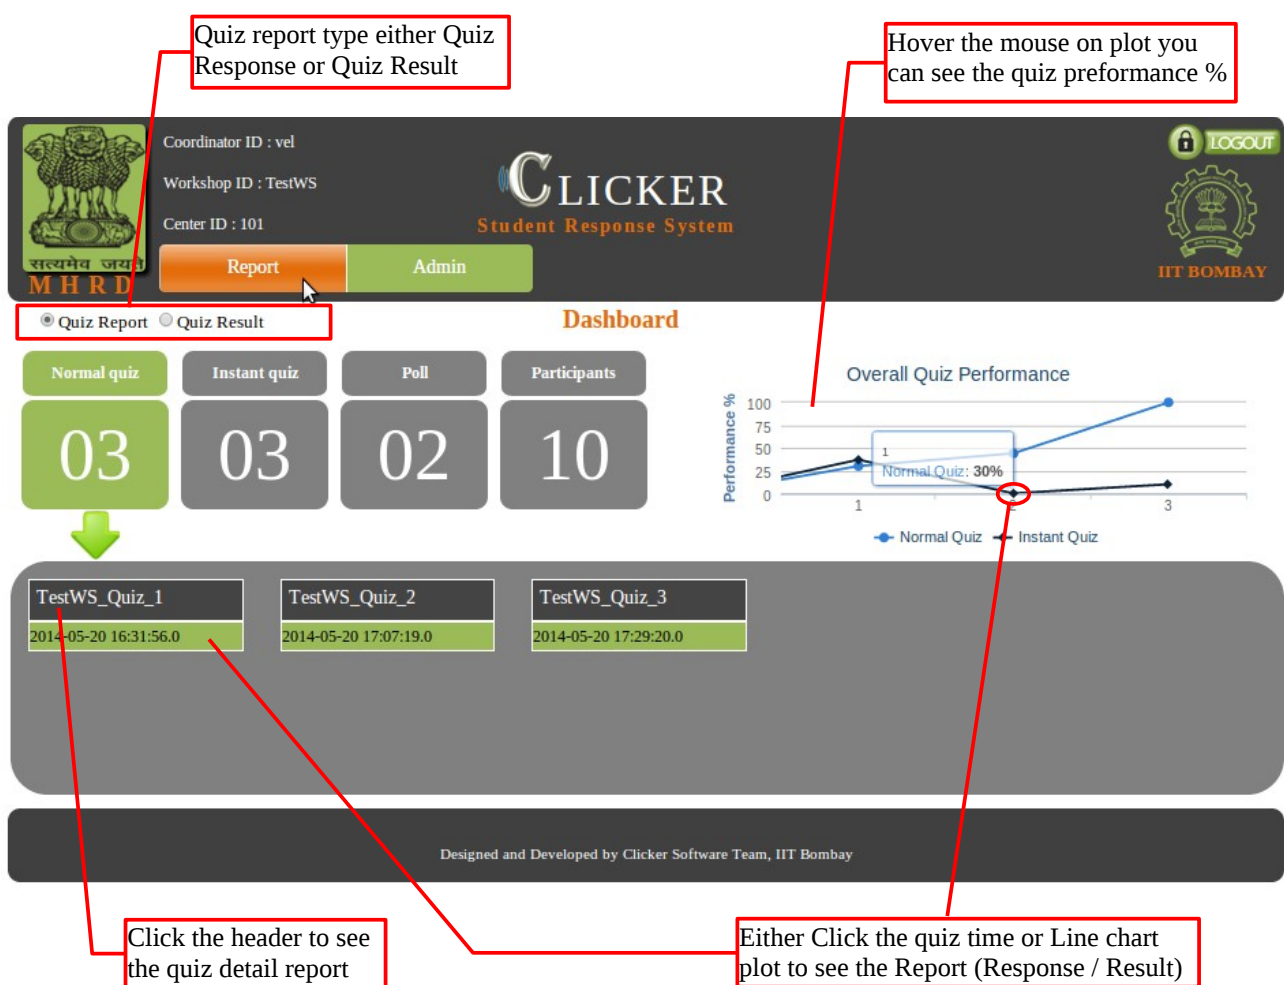 Quiz report type either Quiz
Response or Quiz Result
Hover the mouse on plot you
can see the quiz preformance %
Coordinator ID : vel
Workshop ID : TestWS
Center ID : 101
सत्यमेव जयते
MHRD
CLICKER
Student Response System
LOGOUT
IIT BOMBAY
Report
Admin
Quiz Report
Quiz Result
Dashboard
Normal quiz
Instant quiz
Poll
Participants
03
03
02
10
Overall Quiz Performance
Performance %
100
75
50
25
0
1
Normal Quiz: 30%
1
2
3
Normal Quiz
Instant Quiz
TestWS_Quiz_1
TestWS_Quiz_2
TestWS_Quiz_3
2014-05-20 16:31:56.0
2014-05-20 17:07:19.0
2014-05-20 17:29:20.0
Designed and Developed by Clicker Software Team, IIT Bombay
Click the header to see
the quiz detail report
Either Click the quiz time or Line chart
plot to see the Report (Response / Result)